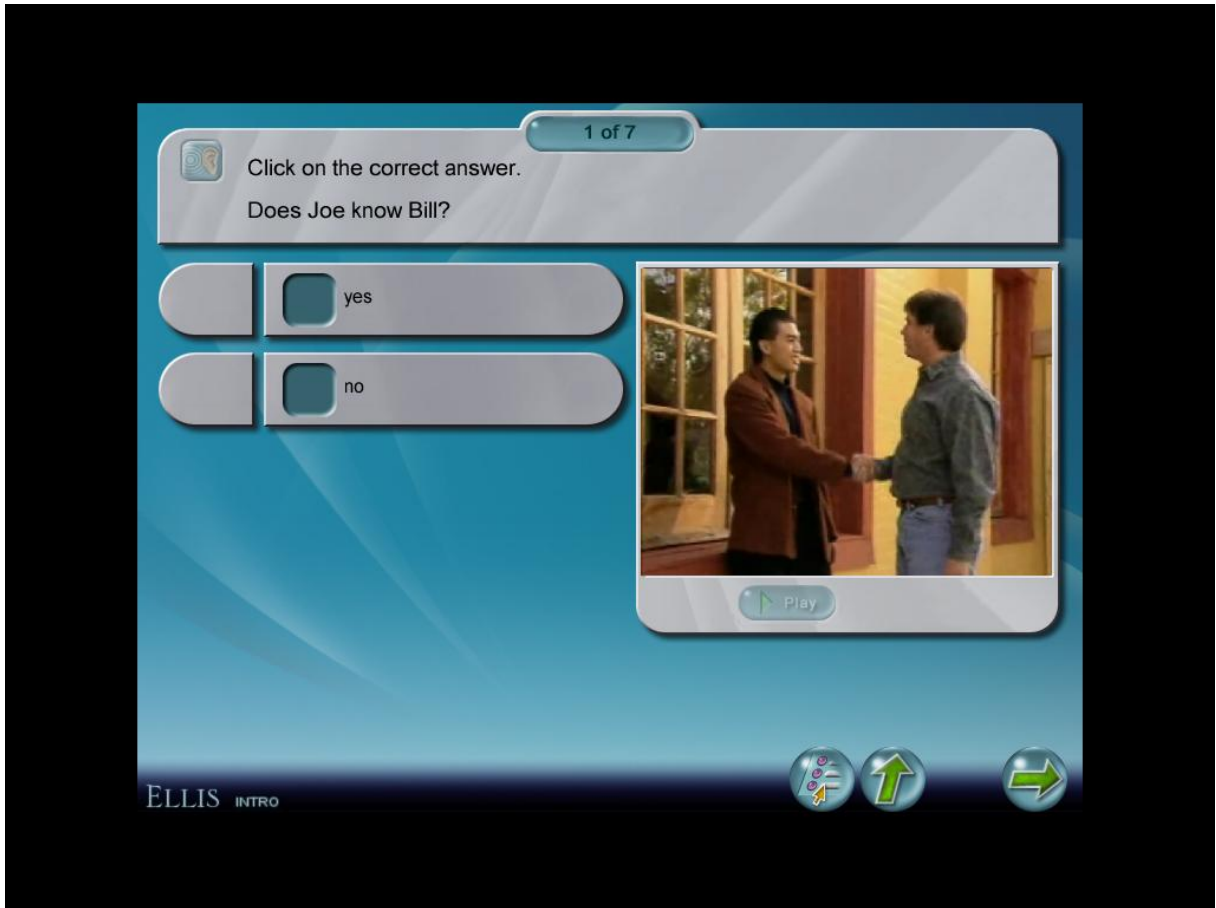 1 of 7
Click on the correct answer.
Does Joe know Bill?
yes
no
Play
ELLIS INTRO